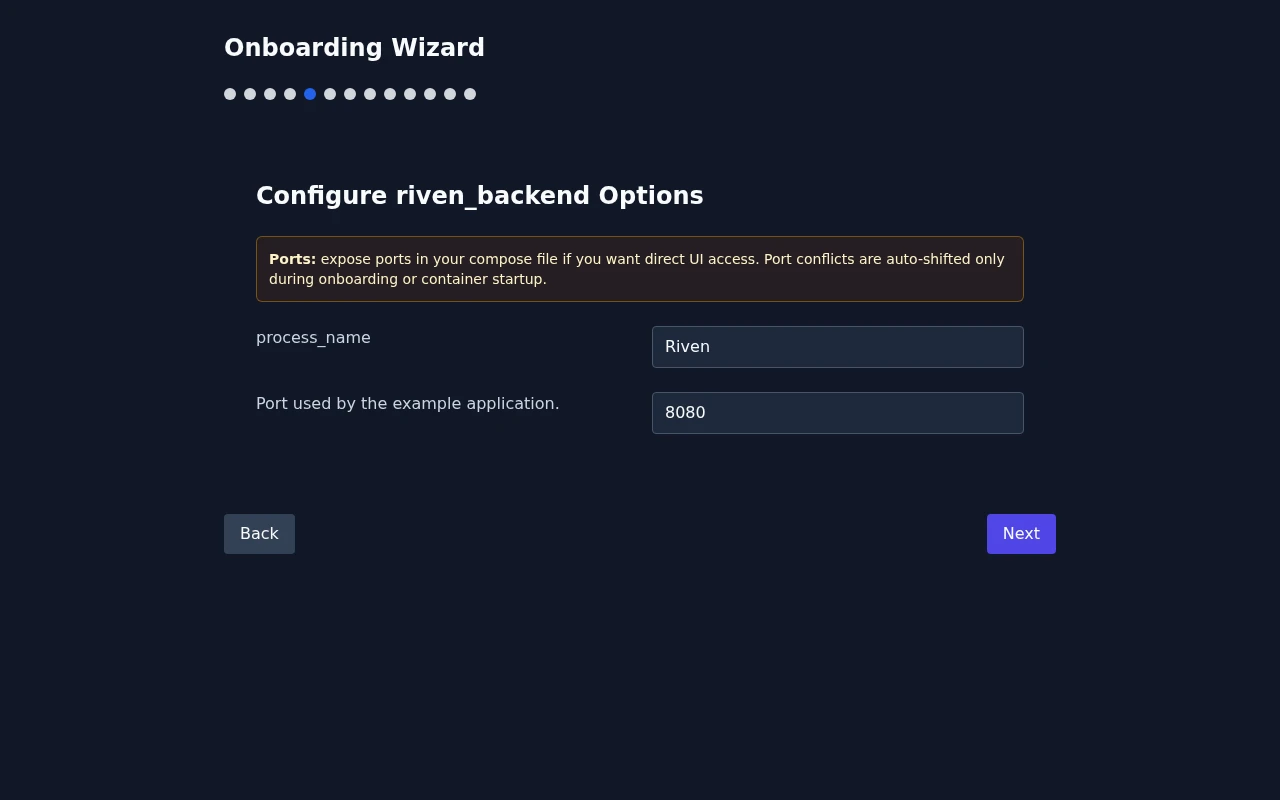 Onboarding Wizard
Configure riven_backend Options
Ports: expose ports in your compose file if you want direct UI access. Port conflicts are auto-shifted only
during onboarding or container startup.
process_name
Riven
Port used by the example application.
8080
Back
Next